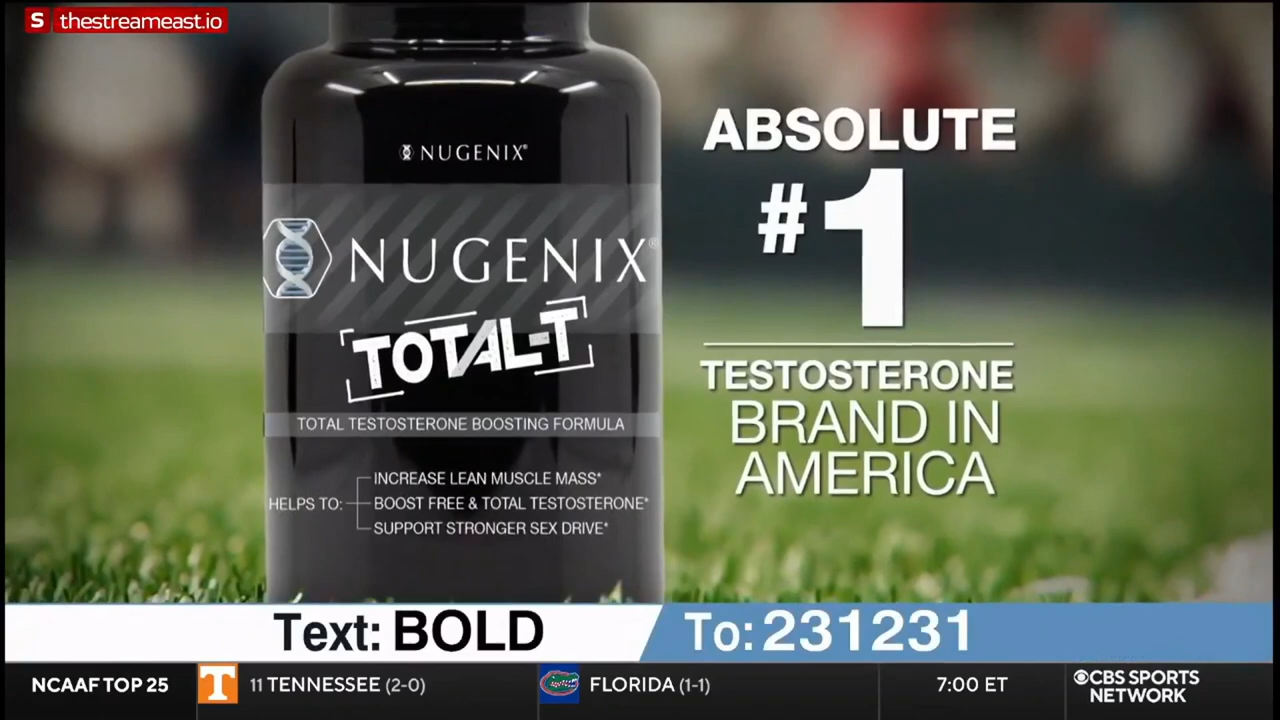 S thestreameast.io
NUGENIX®
NUGENIX®
TOTAL-T
TOTAL TESTOSTERONE BOOSTING FORMULA
HELPS TO:
INCREASE LEAN MUSCLE MASS*
BOOST FREE & TOTAL TESTOSTERONE*
SUPPORT STRONGER SEX DRIVE*
ABSOLUTE
#1
TESTOSTERONE
BRAND IN
AMERICA
Text: BOLD To: 231231
NCAAF TOP 25 T 11 TENNESSEE (2-0) FLORIDA (1-1) 7:00 ET CBS SPORTS
NETWORK